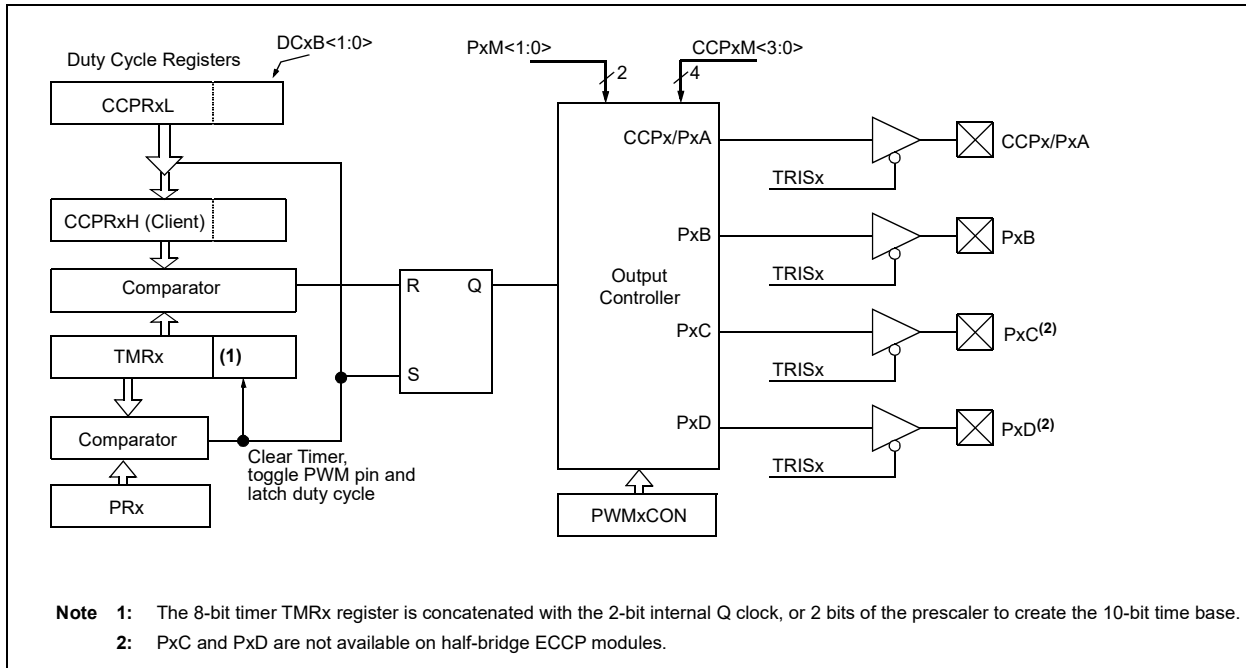 Duty Cycle Registers
DCxB<1:0>
CCPRxL
CCPRxH (Client)
Comparator
TMRx
(1)
Comparator
PRx
Clear Timer,
toggle PWM pin and
latch duty cycle
R
Q
S
PxM<1:0>
2
CCPxM<3:0>
4
Output
Controller
CCPx/PxA
PxB
PxC
PxD
PWMxCON
TRISx
CCPx/PxA
TRISx
PxB
TRISx
PxC(2)
TRISx
PxD(2)
Note 1: The 8-bit timer TMRx register is concatenated with the 2-bit internal Q clock, or 2 bits of the prescaler to create the 10-bit time base.
2: PxC and PxD are not available on half-bridge ECCP modules.